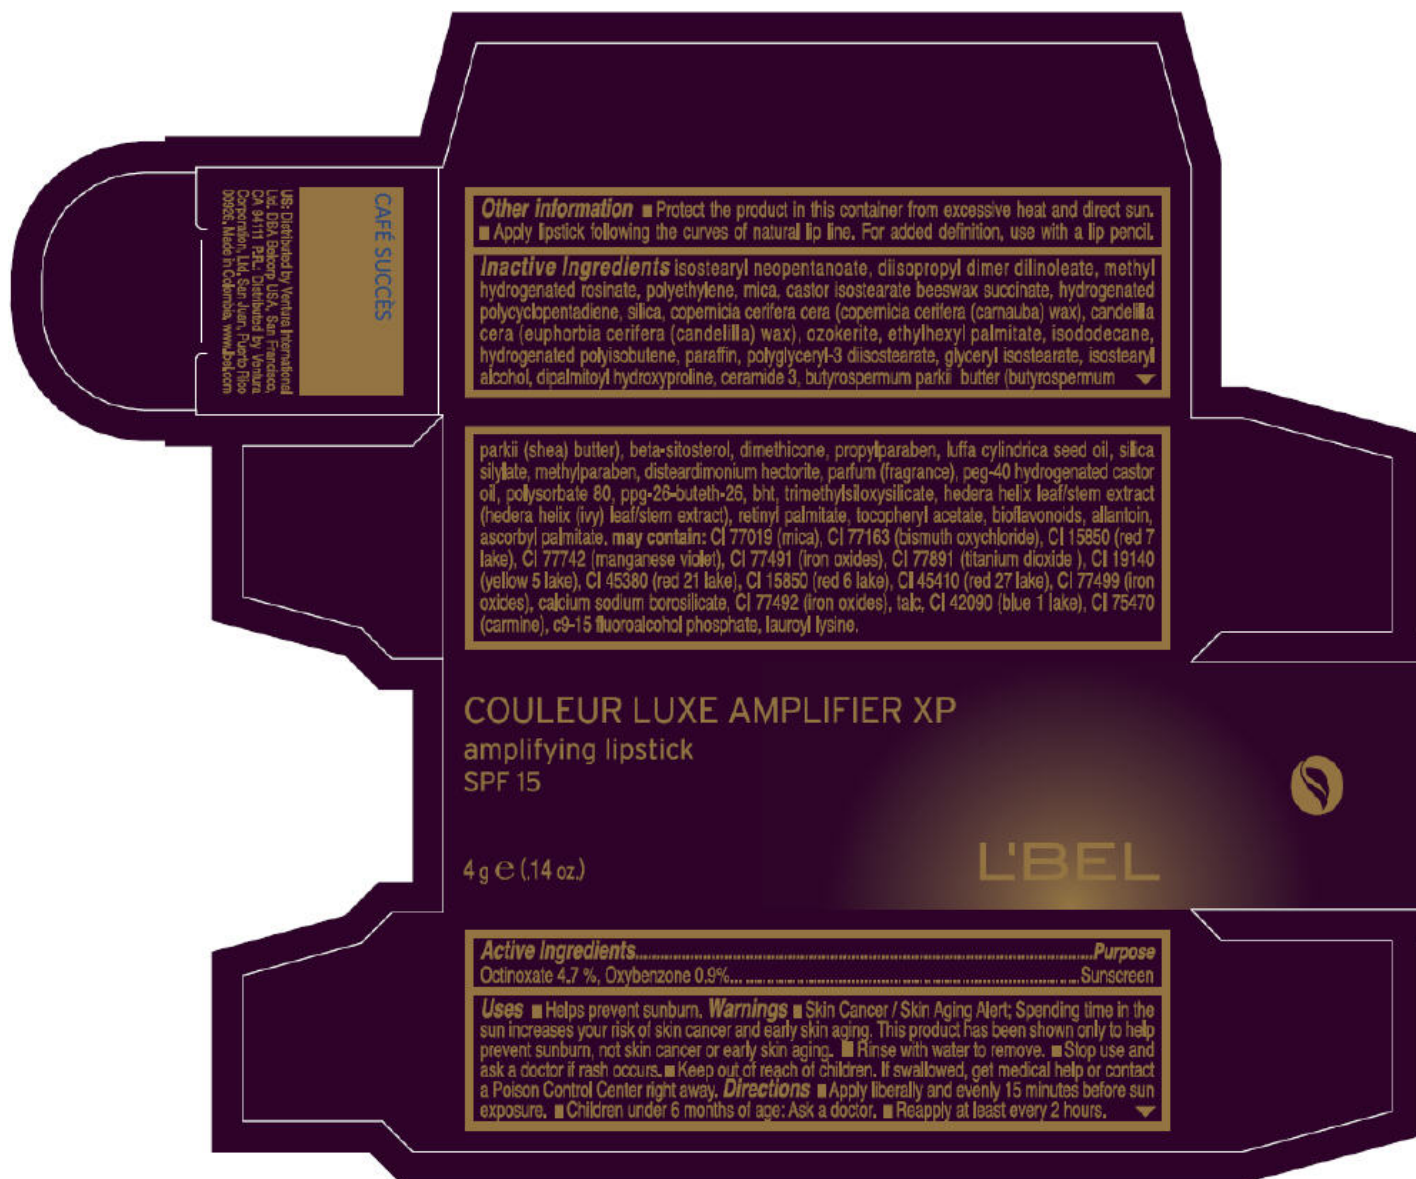 CAFÉ SUCCÈS
US: Distributed by Ventura International
Ltd. DBA Belcorp USA, San Francisco,
CA 94111 P.R.: Distributed by Ventura
Corporation, Ltd, San Juan, Puerto Rico
00926. Made in Colombia, www.lbel.com
Other information ■ Protect the product in this container from excessive heat and direct sun.
■ Apply lipstick following the curves of natural lip line. For added definition, use with a lip pencil.
Inactive Ingredients isostearyl neopentanoate, diisopropyl dimer dilinoleate, methyl
hydrogenated rosinate, polyethylene, mica, castor isostearate beeswax succinate, hydrogenated
polycyclopentadiene, silica, copernicia cerifera cera (copernicia cerifera (carnauba) wax), candelilla
cera (euphorbia cerifera (candelilla) wax), ozokerite, ethylhexyl palmitate, isododecane,
hydrogenated polyisobutene, paraffin, polyglyceryl-3 diisostearate, glyceryl isostearate, isostearyl
alcohol, dipalmitoyl hydroxyproline, ceramide 3, butyrospermum parkii butter (butyrospermum
parkii (shea) butter), beta-sitosterol, dimethicone, propylparaben, luffa cylindrica seed oil, silica
silylate, methylparaben, disteardimonium hectorite, parfum (fragrance), peg-40 hydrogenated castor
oil, polysorbate 80, ppg-26-buteth-26, bht, trimethylsiloxysilicate, hedera helix leaf/stem extract
(hedera helix (ivy) leaf/stem extract), retinyl palmitate, tocopheryl acetate, bioflavonoids, allantoin,
ascorbyl palmitate. may contain: CI 77019 (mica), CI 77163 (bismuth oxychloride), CI 15850 (red 7
lake), CI 77742 (manganese violet), CI 77491 (iron oxides), CI 77891 (titanium dioxide ), CI 19140
(yellow 5 lake), CI 45380 (red 21 lake), CI 15850 (red 6 lake), CI 45410 (red 27 lake), CI 77499 (iron
oxides), calcium sodium borosilicate, CI 77492 (iron oxides), talc, CI 42090 (blue 1 lake), CI 75470
(carmine), c9-15 fluoroalcohol phosphate, lauroyl lysine.
COULEUR LUXE AMPLIFIER XP
amplifying lipstick
SPF 15
4 g ℮ (.14 oz.)
L'BEL
Active Ingredients....................Purpose
Octinoxate 4.7 %, Oxybenzone 0.9%....................Sunscreen
Uses ■ Helps prevent sunburn. Warnings ■ Skin Cancer / Skin Aging Alert; Spending time in the
sun increases your risk of skin cancer and early skin aging. This product has been shown only to help
prevent sunburn, not skin cancer or early skin aging. ■ Rinse with water to remove. ■ Stop use and
ask a doctor if rash occurs. ■ Keep out of reach of children. If swallowed, get medical help or contact
a Poison Control Center right away. Directions ■ Apply liberally and evenly 15 minutes before sun
exposure. ■ Children under 6 months of age: Ask a doctor. ■ Reapply at least every 2 hours.